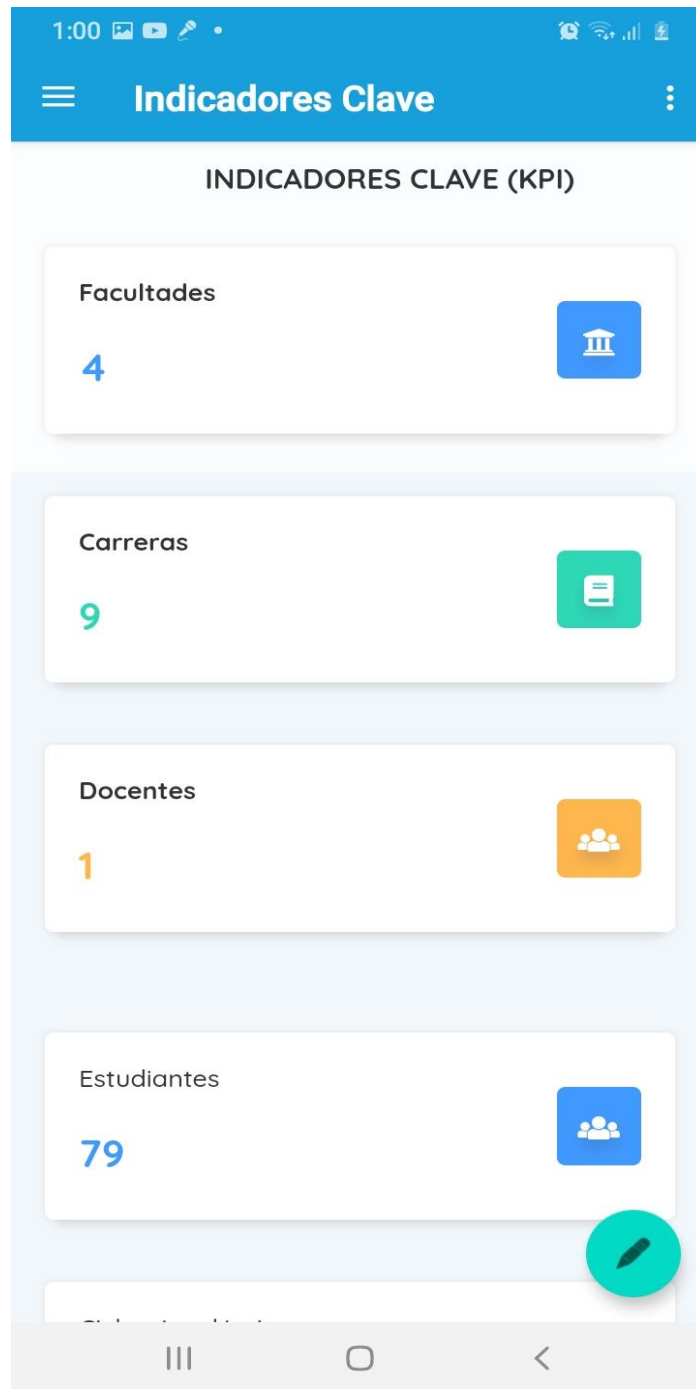 1:00
Indicadores Clave
INDICADORES CLAVE (KPI)
Facultades
4
Carreras
9
Docentes
1
Estudiantes
79